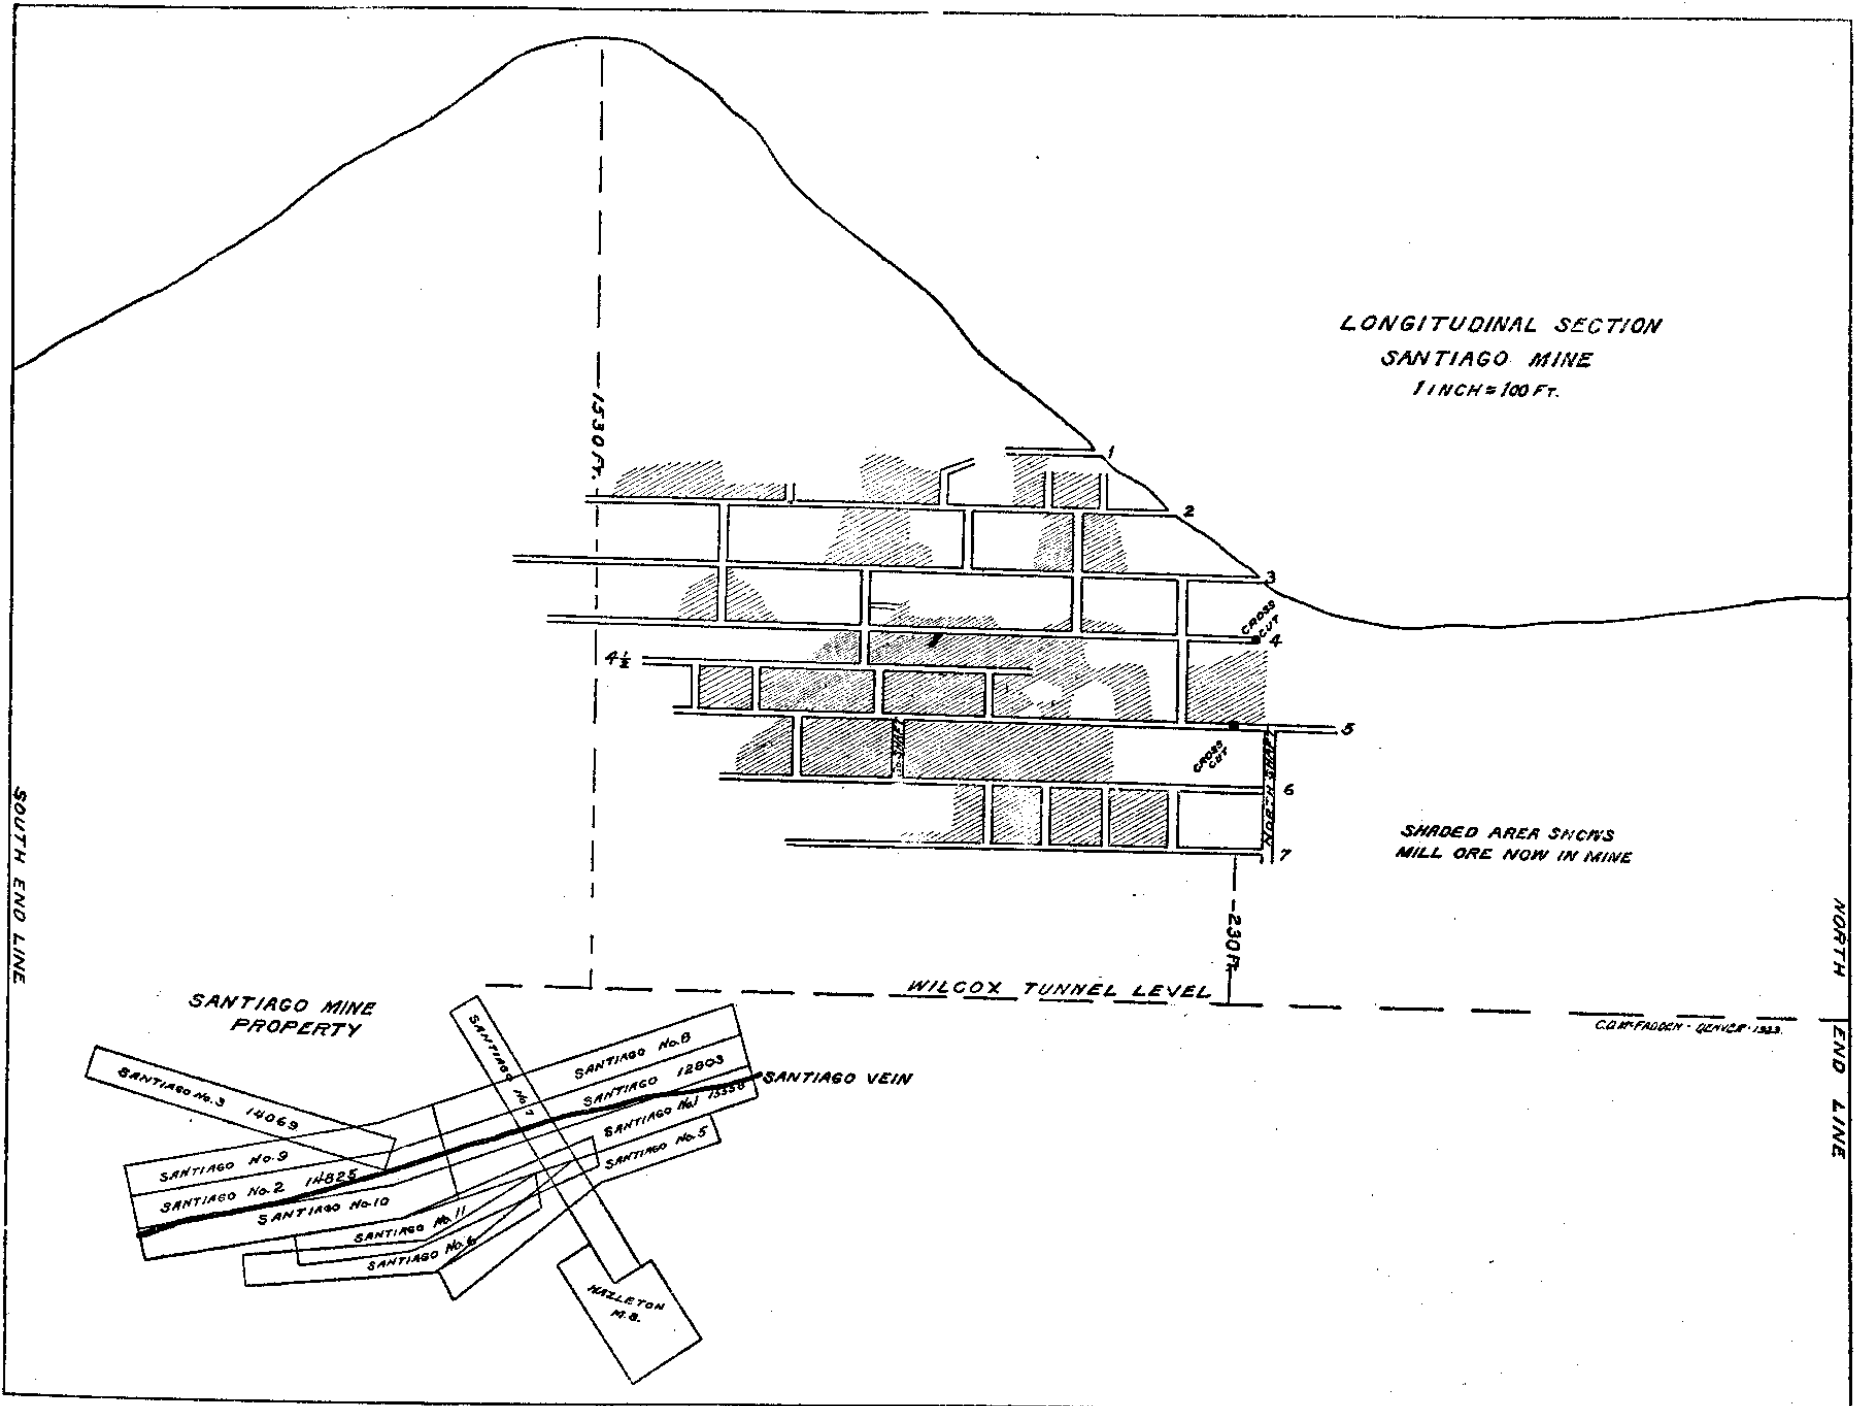 LONGITUDINAL SECTION
SANTIAGO MINE
1 INCH = 100 FT.
1530 FT.
1
2
3
CROSS
CUT
4
4½
5
CROSS
CUT
NORTH SHAFT
6
7
SHADED AREA SHOWS
MILL ORE NOW IN MINE
230 FT.
SOUTH END LINE
NORTH END LINE
WILCOX TUNNEL LEVEL
DENVER
SANTIAGO MINE
PROPERTY
SANTIAGO No. 7
SANTIAGO No. 8
SANTIAGO 12803
SANTIAGO VEIN
SANTIAGO No. 1
SANTIAGO No. 5
SANTIAGO No. 3 14069
SANTIAGO No. 9
SANTIAGO No. 2 14825
SANTIAGO No. 10
SANTIAGO No. 11
SANTIAGO No. 6
HAZLETON
M.S.